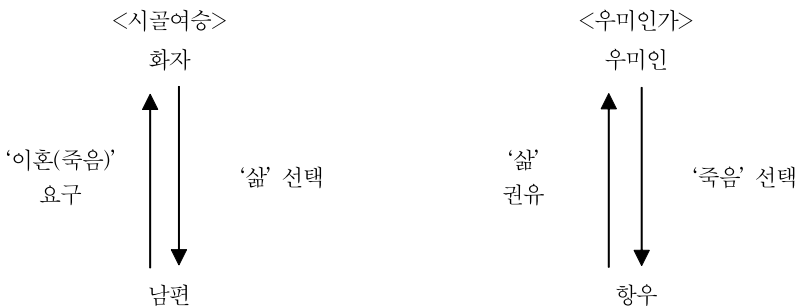 <시골여승>
화자
‘이혼(죽음)’
요구
‘삶’ 선택
남편
<우미인가>
우미인
‘삶’
권유
‘죽음’ 선택
항우